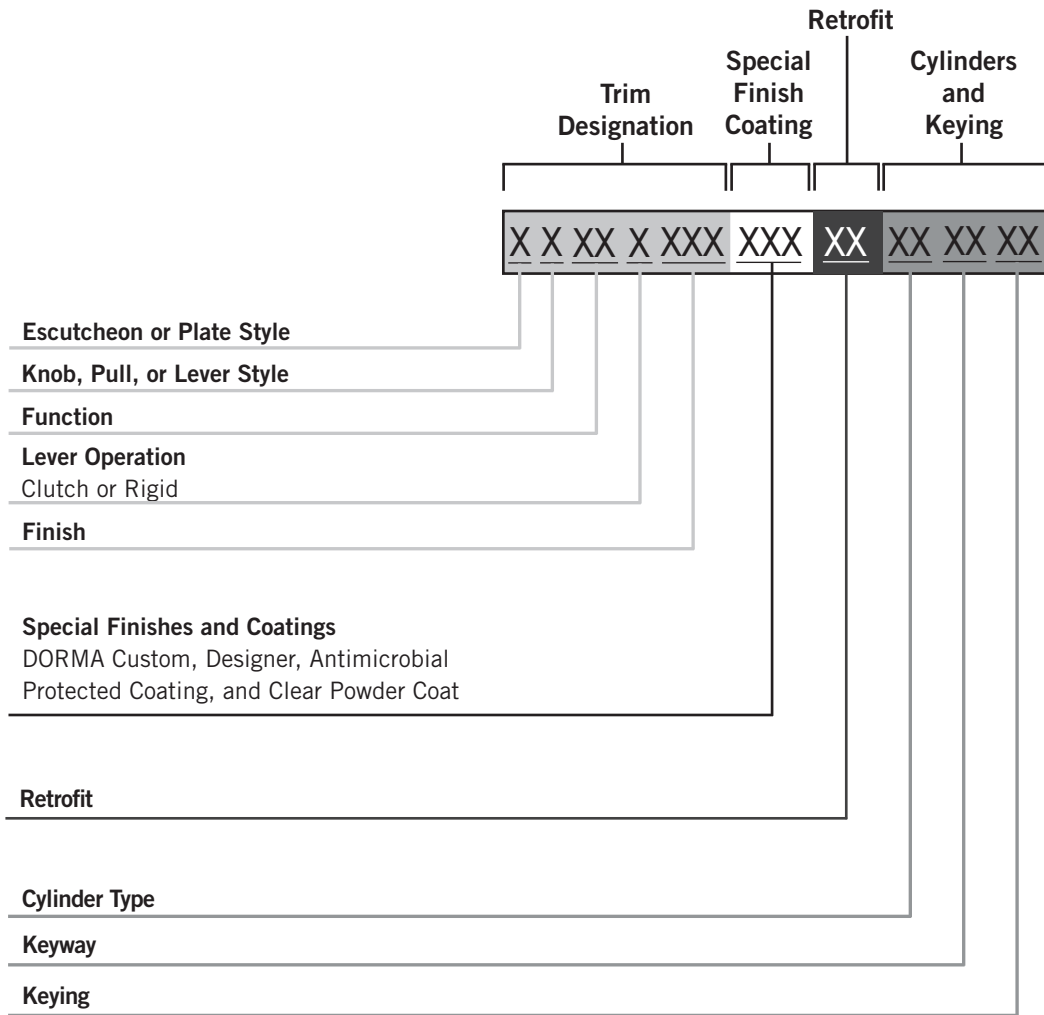 Retrofit
Special
Finish
Coating
Cylinders
and
Keying
Trim
Designation
X X XX X XXX XXX XX XX XX XX
Escutcheon or Plate Style
Knob, Pull, or Lever Style
Function
Lever Operation
Clutch or Rigid
Finish
Special Finishes and Coatings
DORMA Custom, Designer, Antimicrobial
Protected Coating, and Clear Powder Coat
Retrofit
Cylinder Type
Keyway
Keying